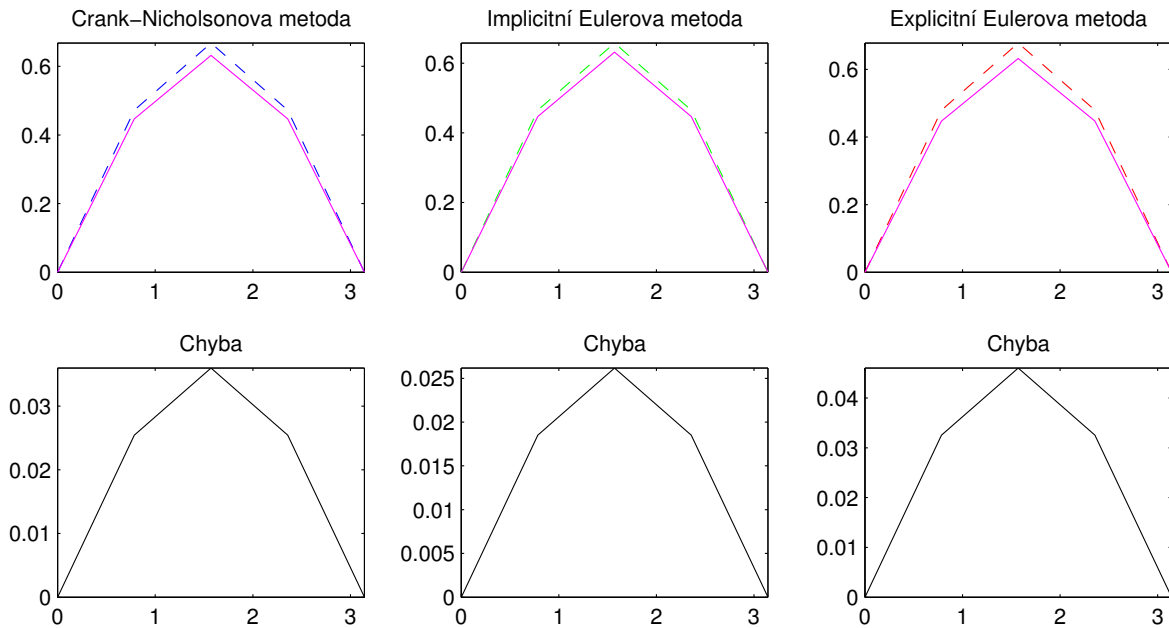 Crank−Nicholsonova metoda
0.6
0.4
0.2
0
0 1 2 3
Implicitní Eulerova metoda
0.6
0.4
0.2
0
0 1 2 3
Explicitní Eulerova metoda
0.6
0.4
0.2
0
0 1 2 3
Chyba
0.03
0.02
0.01
0
0 1 2 3
Chyba
0.025
0.02
0.015
0.01
0.005
0
0 1 2 3
Chyba
0.04
0.03
0.02
0.01
0
0 1 2 3